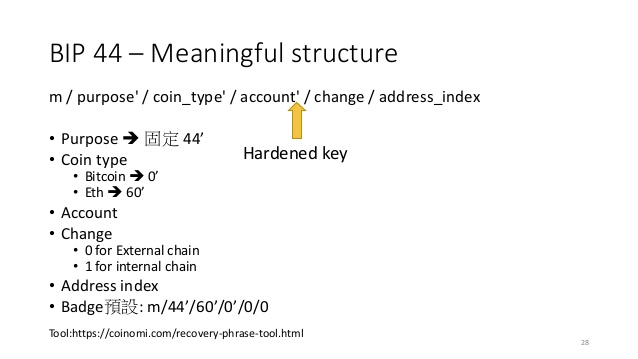 BIP 44 – Meaningful structure
m / purpose' / coin_type' / account' / change / address_index
Hardened key
• Purpose ➔ 固定 44’
• Coin type
• Bitcoin ➔ 0’
• Eth ➔ 60’
• Account
• Change
• 0 for External chain
• 1 for internal chain
• Address index
• Badge預設: m/44’/60’/0’/0/0
Tool:https://coinomi.com/recovery-phrase-tool.html
28